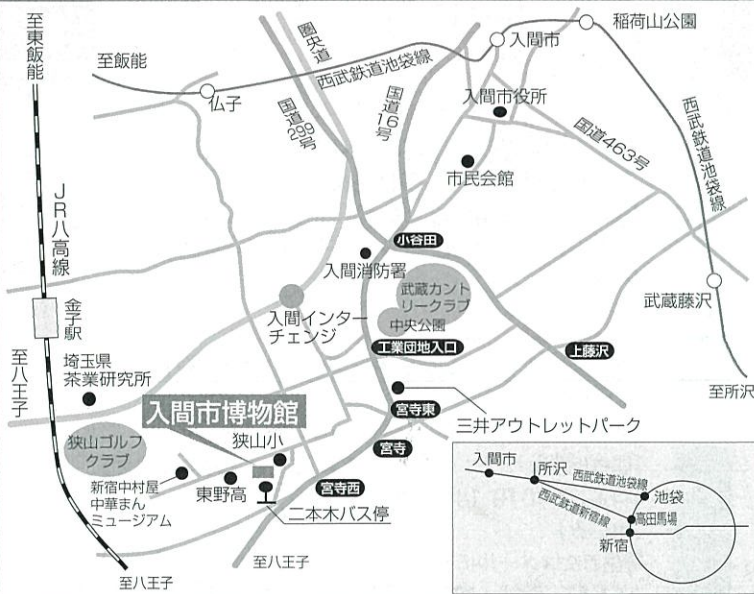 至東飯能
至飯能
仏子
圏央道
西武鉄道池袋線
国道299号
国道16号
入間市
稲荷山公園
入間市役所
国道463号
西武鉄道池袋線
市民会館
JR八高線
小谷田
入間消防署
武蔵カント
リークラブ
中央公園
武蔵藤沢
入間インター
チェンジ
金子駅
工業団地入口
上藤沢
至八王子
埼玉県
茶業研究所
宮寺東
至所沢
入間市博物館
三井アウトレットパーク
狭山ゴルフ
クラブ
狭山小
宮寺
新宿中村屋
中華まん
ミュージアム
東野高
宮寺西
二本木バス停
至八王子
至八王子
入間市
所沢
西武鉄道池袋線
西武鉄道新宿線
池袋
高田馬場
新宿